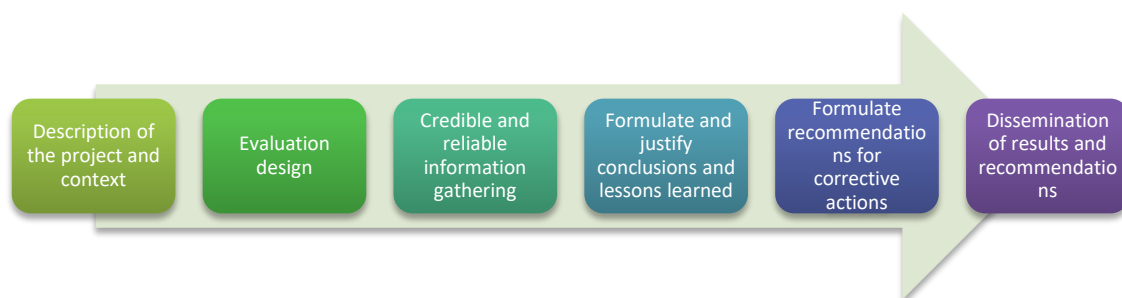 Description of
the project and
context
Evaluation
design
Credible and
reliable
information
gathering
Formulate and
justify
conclusions and
lessons learned
Formulate
recommendatio
ns for
corrective
actions
Dissemination
of results and
recommendatio
ns